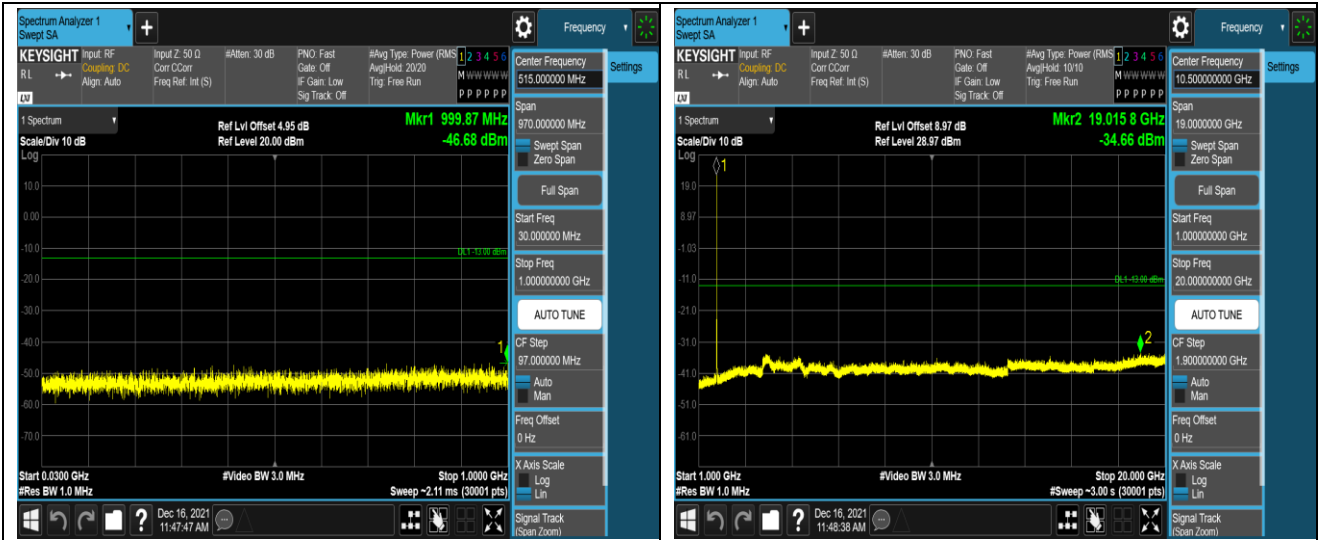 Spectrum Analyzer 1
Swept SA
+
Frequency
KEYSIGHT
RL
Input: RF
Coupling: DC
Align: Auto
Input Z: 50 Ω
Corr CCorr
Freq Ref: Int (S)
#Atten: 30 dB
PNO: Fast
Gate: Off
IF Gain: Low
Sig Track: Off
#Avg Type: Power (RMS
Avg|Hold: 20/20
Trig: Free Run
1 2 3 4 5 6
M W W W W W
P P P P P P
LXI
1 Spectrum
Scale/Div 10 dB
Log
Ref Lvl Offset 4.95 dB
Ref Level 20.00 dBm
Mkr1 999.87 MHz
-46.68 dBm
10.0
0.00
-10.0
DL1 -13.00 dBm
-20.0
-30.0
-40.0
1
-50.0
-60.0
-70.0
Start 0.0300 GHz
#Res BW 1.0 MHz
#Video BW 3.0 MHz
Stop 1.0000 GHz
Sweep ~2.11 ms (30001 pts)
Center Frequency
515.000000 MHz
Settings
Span
970.000000 MHz
Swept Span
Zero Span
Full Span
Start Freq
30.000000 MHz
Stop Freq
1.000000000 GHz
AUTO TUNE
CF Step
97.000000 MHz
Auto
Man
Freq Offset
0 Hz
X Axis Scale
Log
Lin
Signal Track
(Span Zoom)
?
Dec 16, 2021
11:47:47 AM
Spectrum Analyzer 1
Swept SA
+
Frequency
KEYSIGHT
RL
Input: RF
Coupling: DC
Align: Auto
Input Z: 50 Ω
Corr CCorr
Freq Ref: Int (S)
#Atten: 30 dB
PNO: Fast
Gate: Off
IF Gain: Low
Sig Track: Off
#Avg Type: Power (RMS
Avg|Hold: 10/10
Trig: Free Run
1 2 3 4 5 6
M W W W W W
P P P P P P
LXI
1 Spectrum
Scale/Div 10 dB
Log
Ref Lvl Offset 8.97 dB
Ref Level 28.97 dBm
Mkr2 19.015 8 GHz
-34.66 dBm
1
19.0
8.97
-1.03
-11.0
DL1 -13.00 dBm
-21.0
-31.0
2
-41.0
-51.0
-61.0
Start 1.000 GHz
#Res BW 1.0 MHz
#Video BW 3.0 MHz
Stop 20.000 GHz
#Sweep ~3.00 s (30001 pts)
Center Frequency
10.500000000 GHz
Settings
Span
19.0000000 GHz
Swept Span
Zero Span
Full Span
Start Freq
1.000000000 GHz
Stop Freq
20.000000000 GHz
AUTO TUNE
CF Step
1.900000000 GHz
Auto
Man
Freq Offset
0 Hz
X Axis Scale
Log
Lin
Signal Track
(Span Zoom)
?
Dec 16, 2021
11:48:38 AM